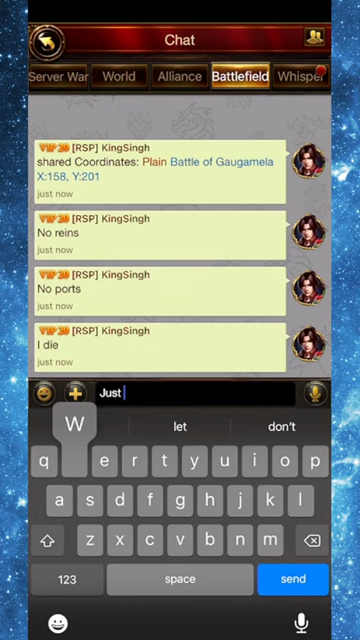 Chat
Server War World Alliance Battlefield Whisper
VIP 20 [RSP] KingSingh
shared Coordinates: Plain Battle of Gaugamela
X:158, Y:201
just now
VIP 20 [RSP] KingSingh
No reins
just now
VIP 20 [RSP] KingSingh
No ports
just now
VIP 20 [RSP] KingSingh
I die
just now
Just
W let don't
q e r t y u i o p
a s d f g h j k l
z x c v b n m
123 space send